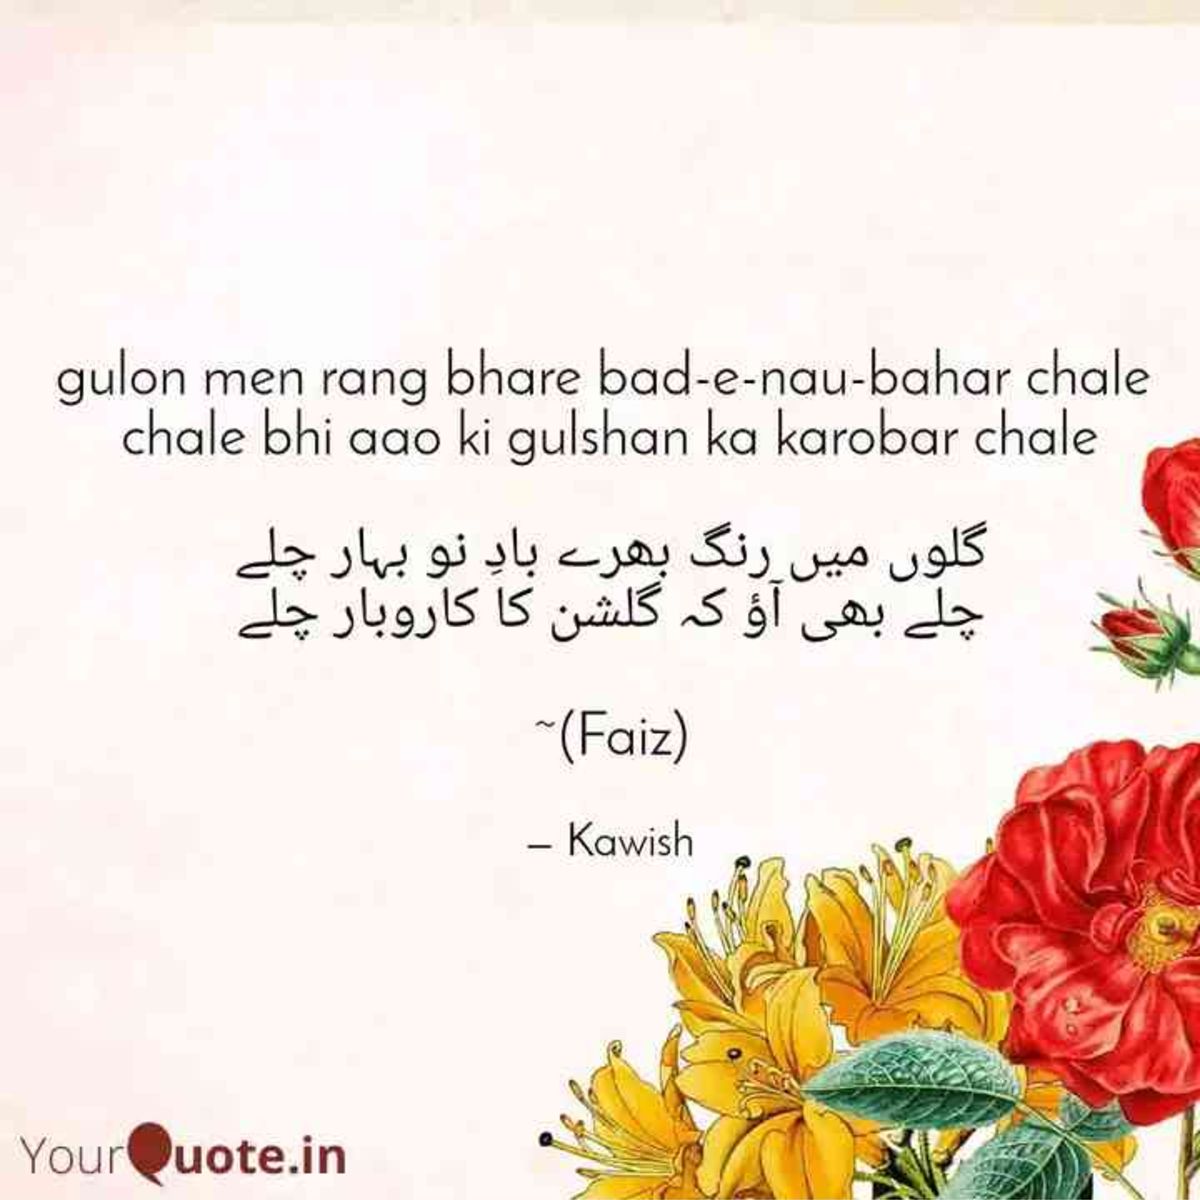 gulon men rang bhare bad-e-nau-bahar chale
chale bhi aao ki gulshan ka karobar chale
گلوں میں رنگ بھرے بادِ نو بہار چلے
چلے بھی آؤ کہ گلشن کا کاروبار چلے
~(Faiz)
– Kawish
YourQuote.in